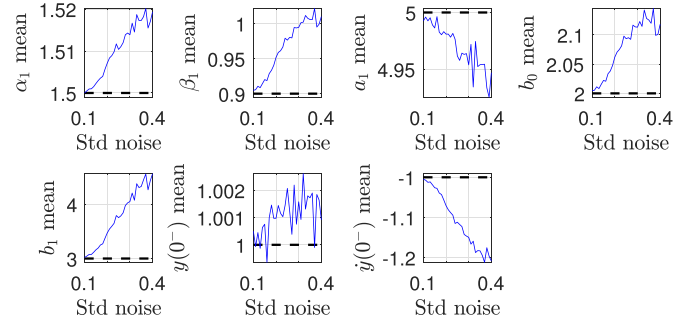 α₁ mean
1.52
1.51
1.5
0.1 0.4
Std noise
β₁ mean
1
0.95
0.9
0.1 0.4
Std noise
a₁ mean
5
4.95
0.1 0.4
Std noise
b₀ mean
2.1
2.05
2
0.1 0.4
Std noise
b₁ mean
4
3
0.1 0.4
Std noise
y(0⁻) mean
1.002
1.001
1
0.1 0.4
Std noise
ẏ(0⁻) mean
-1
-1.1
-1.2
0.1 0.4
Std noise